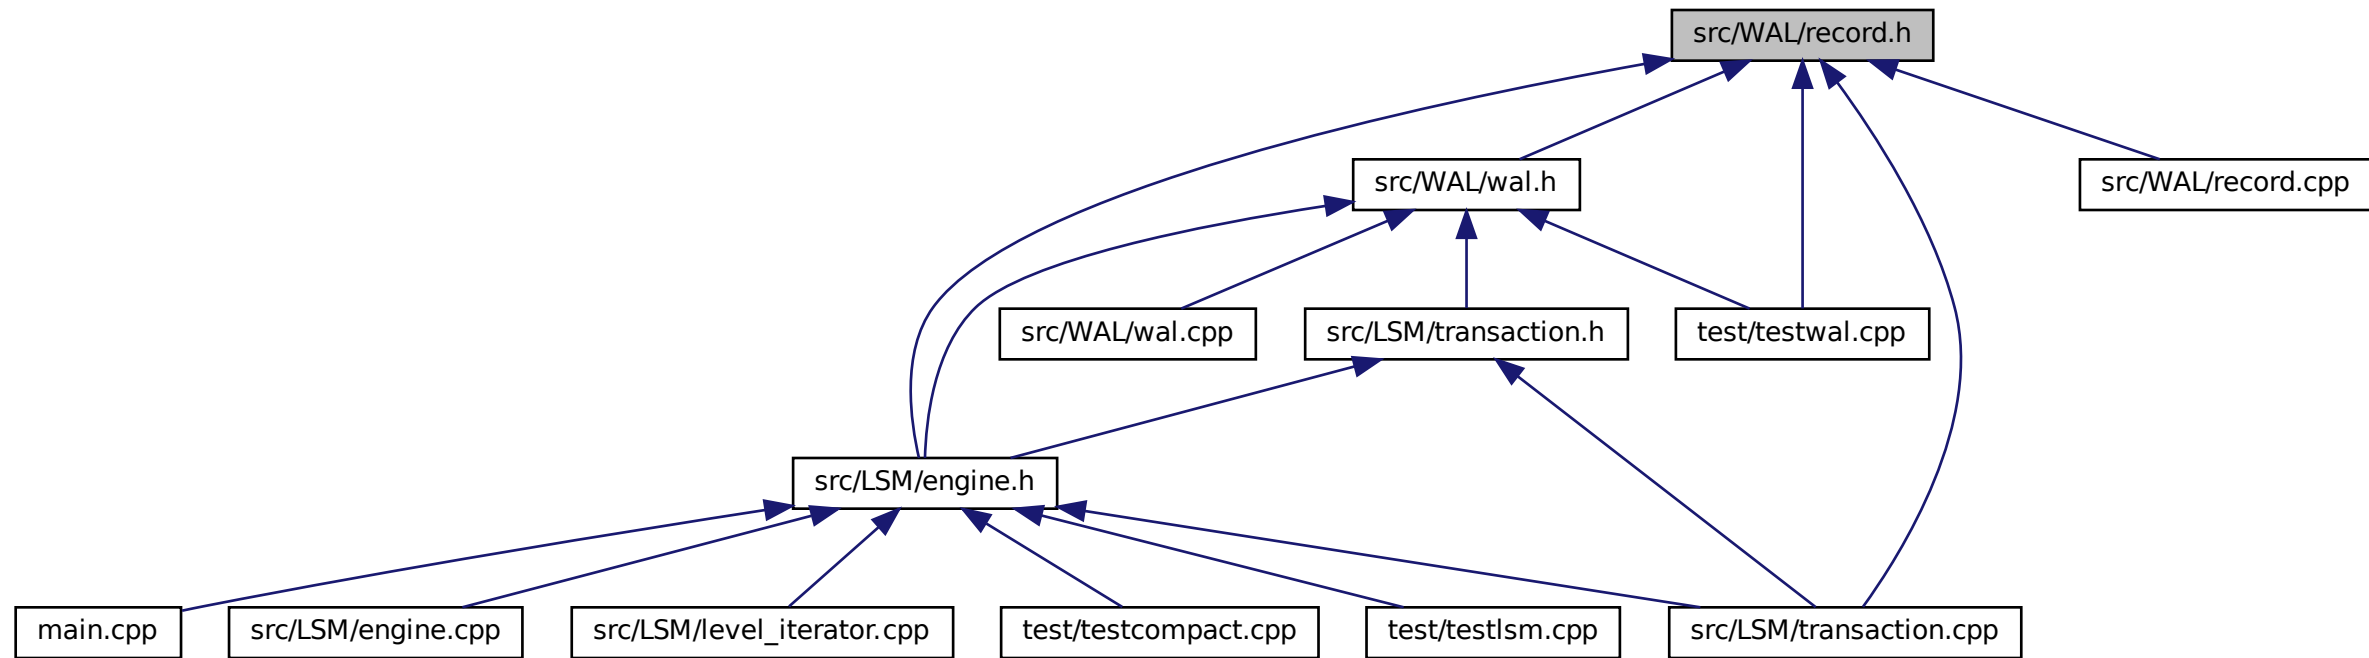 src/WAL/record.h
src/WAL/wal.h
src/WAL/record.cpp
src/WAL/wal.cpp
src/LSM/transaction.h
test/testwal.cpp
src/LSM/engine.h
main.cpp
src/LSM/engine.cpp
src/LSM/level_iterator.cpp
test/testcompact.cpp
test/testlsm.cpp
src/LSM/transaction.cpp